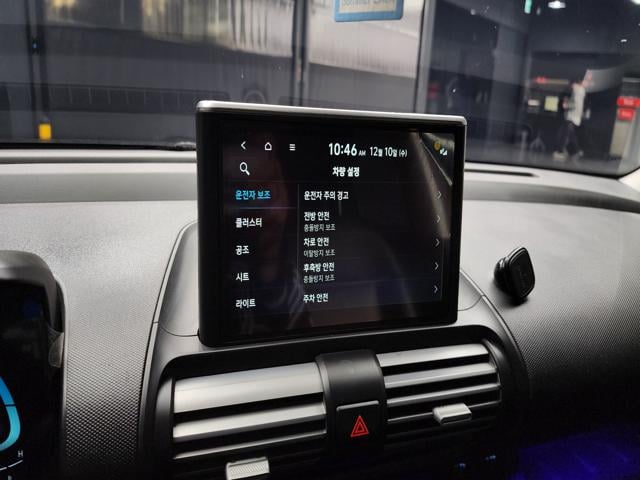 10:46 AM 12월 10일 (수)
차량 설정
운전자 보조
클러스터
공조
시트
라이트
운전자 주의 경고
전방 안전
충돌방지 보조
차로 안전
이탈방지 보조
후측방 안전
충돌방지 보조
주차 안전
H